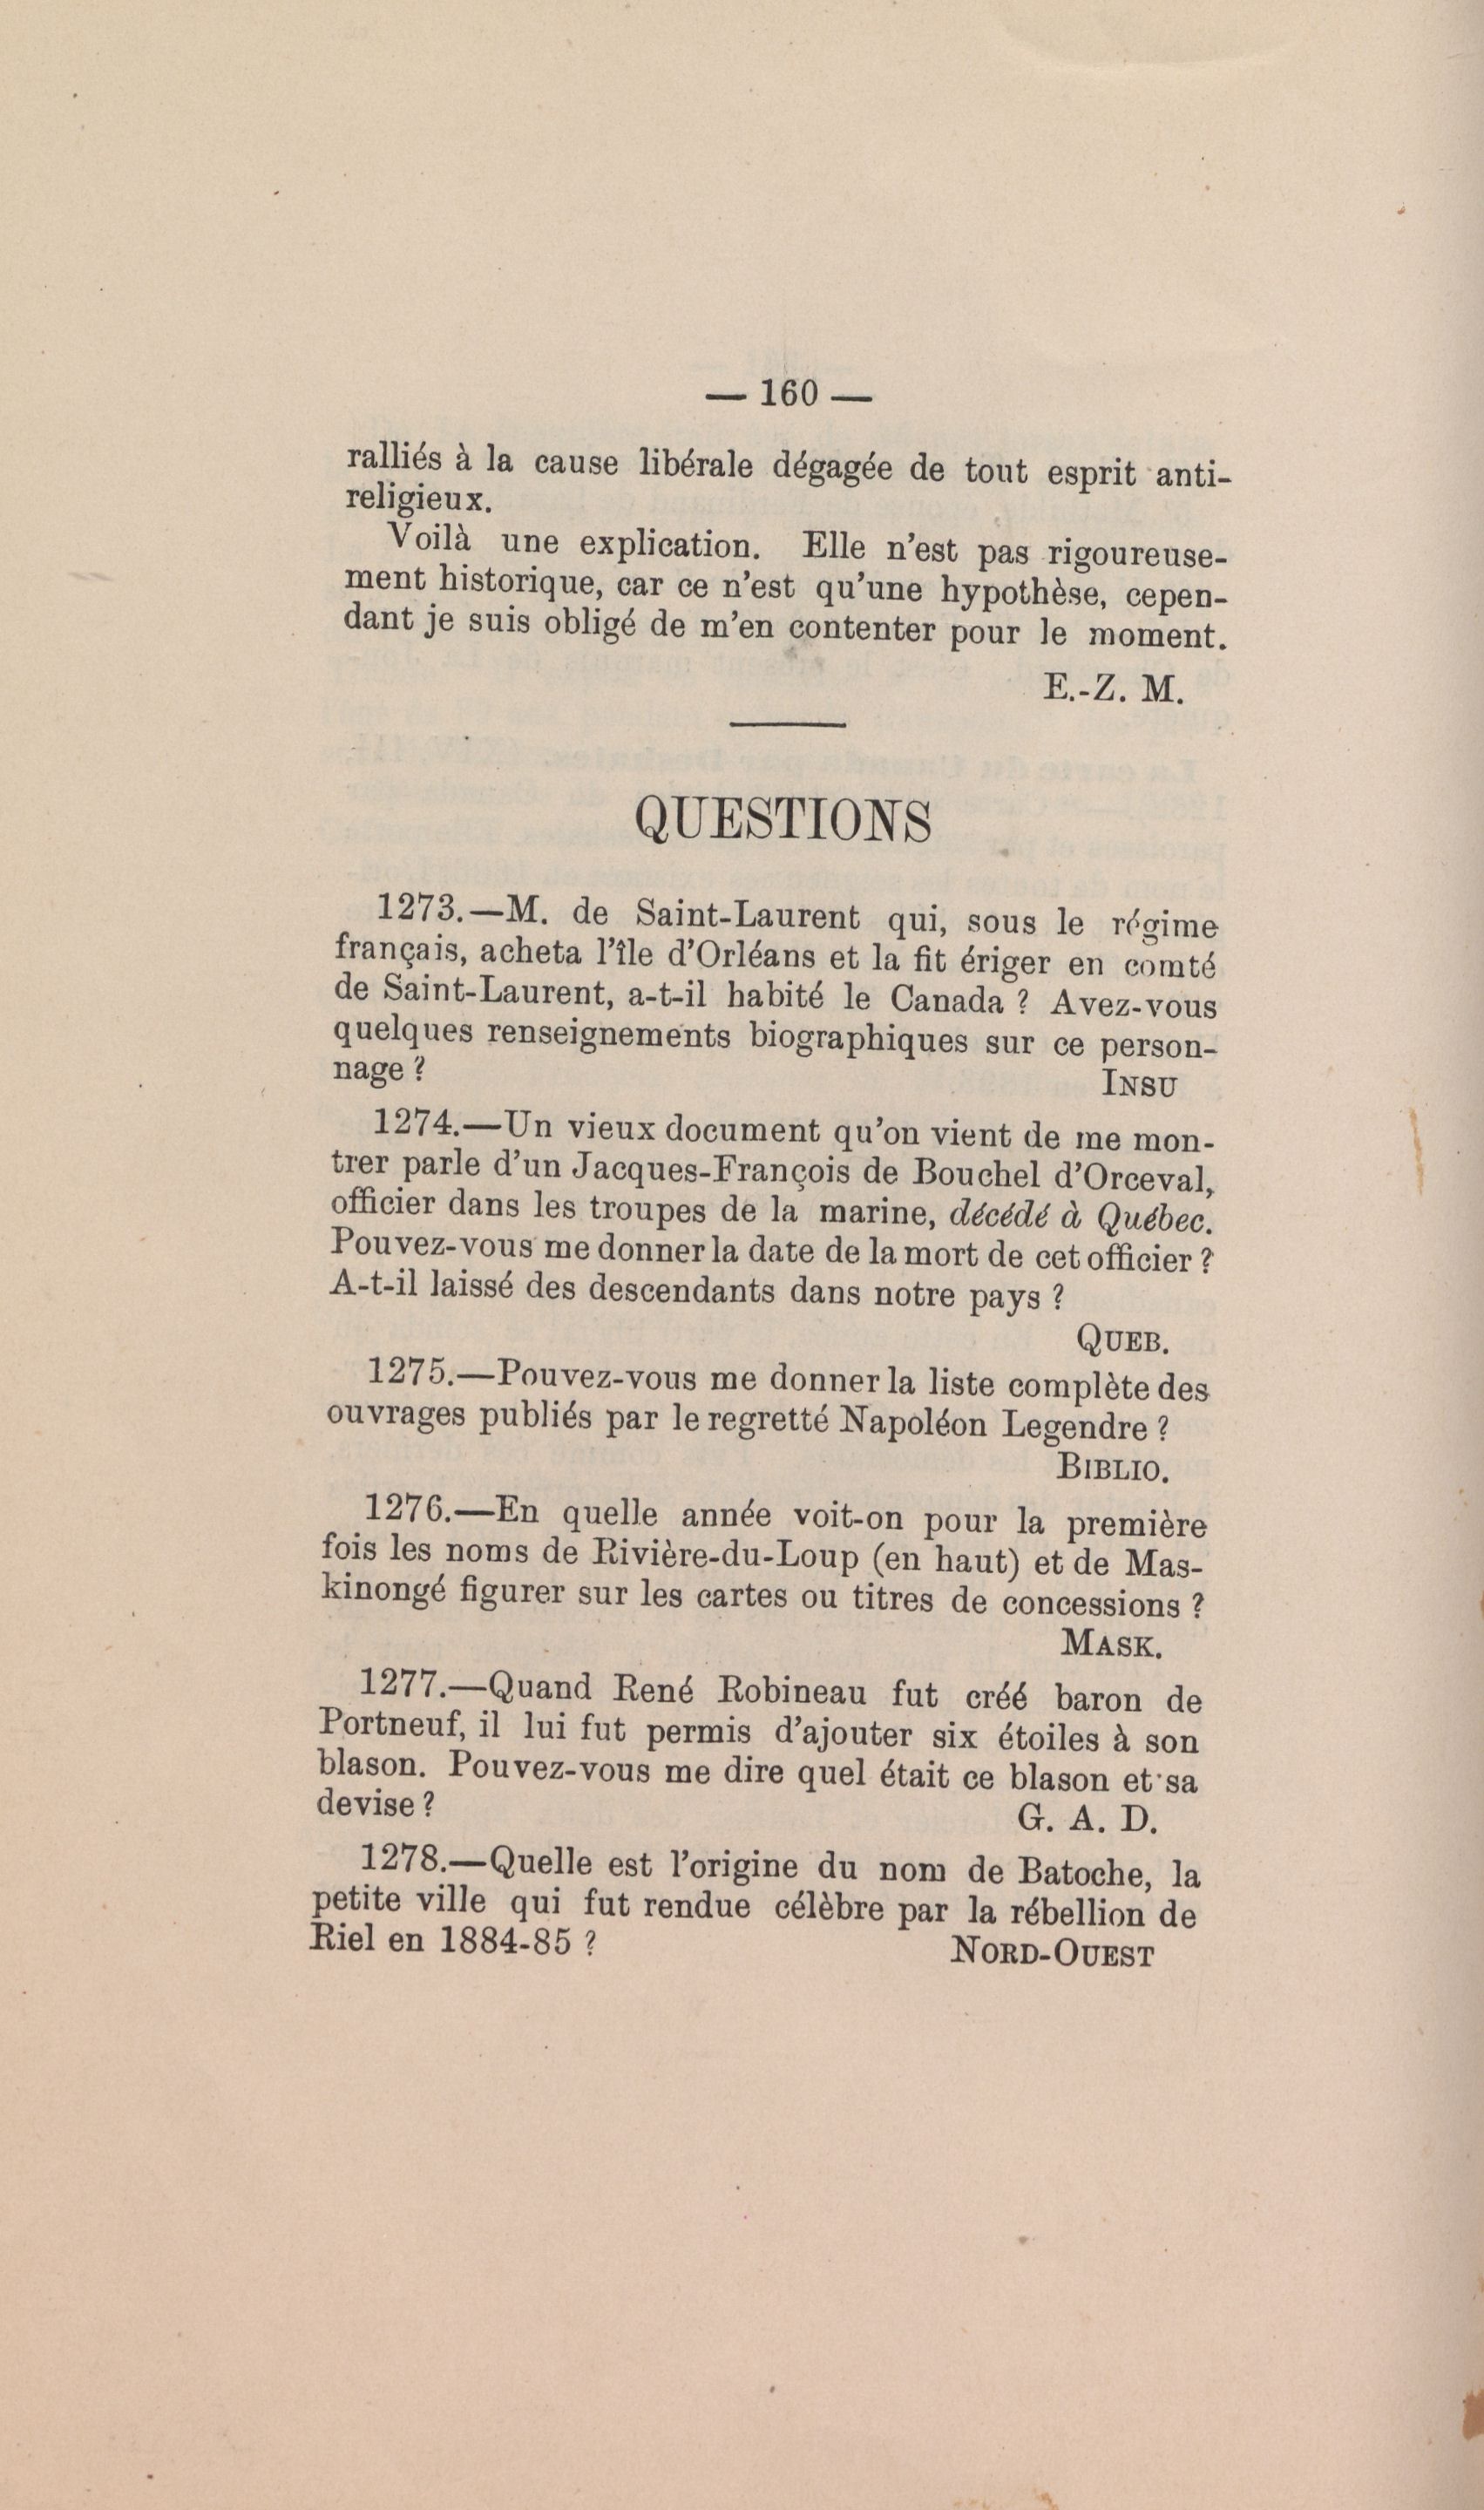 — 160 —
ralliés à la cause libérale dégagée de tout esprit anti-
religieux.
Voilà une explication. Elle n'est pas rigoureuse-
ment historique, car ce n'est qu'une hypothèse, cepen-
dant je suis obligé de m'en contenter pour le moment.
E.-Z. M.
QUESTIONS
1273.—M. de Saint-Laurent qui, sous le régime
français, acheta l'île d'Orléans et la fit ériger en comté
de Saint-Laurent, a-t-il habité le Canada ? Avez-vous
quelques renseignements biographiques sur ce person-
nage ? INSU
1274.—Un vieux document qu'on vient de me mon-
trer parle d'un Jacques-François de Bouchel d'Orceval,
officier dans les troupes de la marine, décédé à Québec.
Pouvez-vous me donner la date de la mort de cet officier ?
A-t-il laissé des descendants dans notre pays ?
QUEB.
1275.—Pouvez-vous me donner la liste complète des
ouvrages publiés par le regretté Napoléon Legendre ?
BIBLIO.
1276.—En quelle année voit-on pour la première
fois les noms de Rivière-du-Loup (en haut) et de Mas-
kinongé figurer sur les cartes ou titres de concessions ?
MASK.
1277.—Quand René Robineau fut créé baron de
Portneuf, il lui fut permis d'ajouter six étoiles à son
blason. Pouvez-vous me dire quel était ce blason et sa
devise ? G. A. D.
1278.—Quelle est l'origine du nom de Batoche, la
petite ville qui fut rendue célèbre par la rébellion de
Riel en 1884-85 ? NORD-OUEST